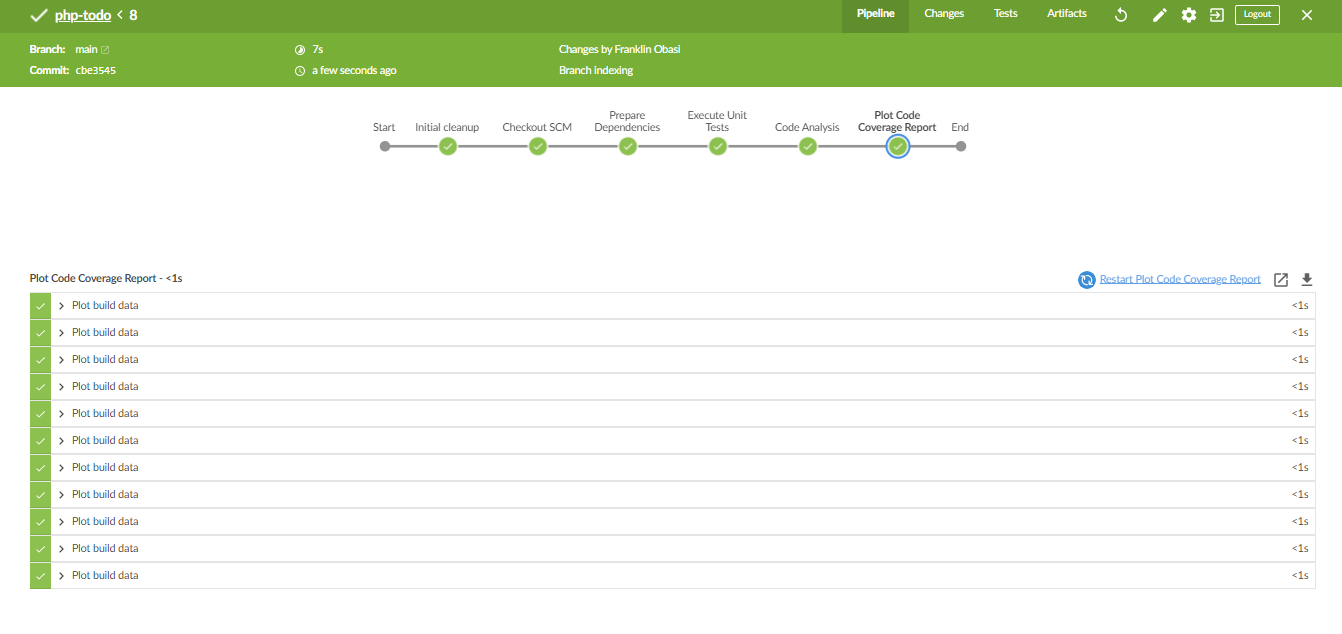 php-todo < 8
Pipeline Changes Tests Artifacts Logout
Branch: main 7s Changes by Franklin Obasi
Commit: cbe3545 a few seconds ago Branch indexing
Start Initial cleanup Checkout SCM Prepare Dependencies Execute Unit Tests Code Analysis Plot Code Coverage Report End
Plot Code Coverage Report - <1s Restart Plot Code Coverage Report
Plot build data <1s
Plot build data <1s
Plot build data <1s
Plot build data <1s
Plot build data <1s
Plot build data <1s
Plot build data <1s
Plot build data <1s
Plot build data <1s
Plot build data <1s
Plot build data <1s